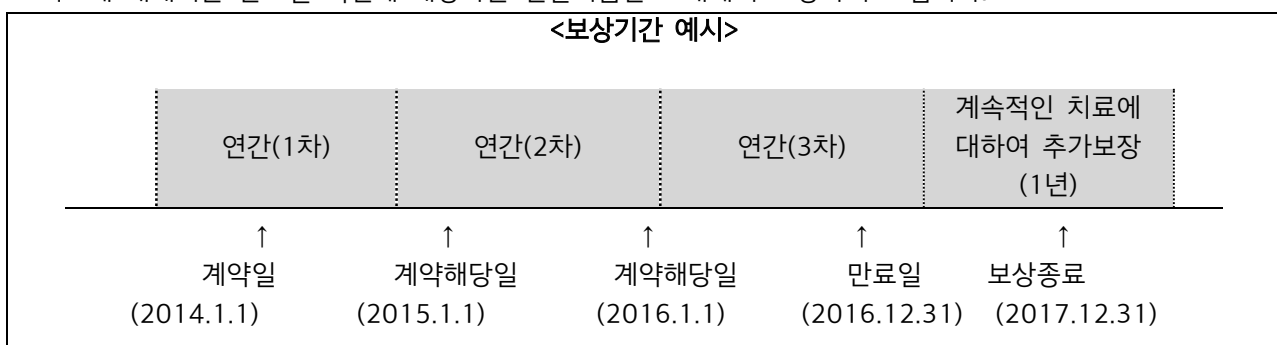 <보상기간 예시>
계속적인 치료에
연간(1차) 연간(2차) 연간(3차) 대하여 추가보장
(1년)
↑ ↑ ↑ ↑ ↑
계약일 계약해당일 계약해당일 만료일 보상종료
(2014.1.1) (2015.1.1) (2016.1.1) (2016.12.31) (2017.12.31)